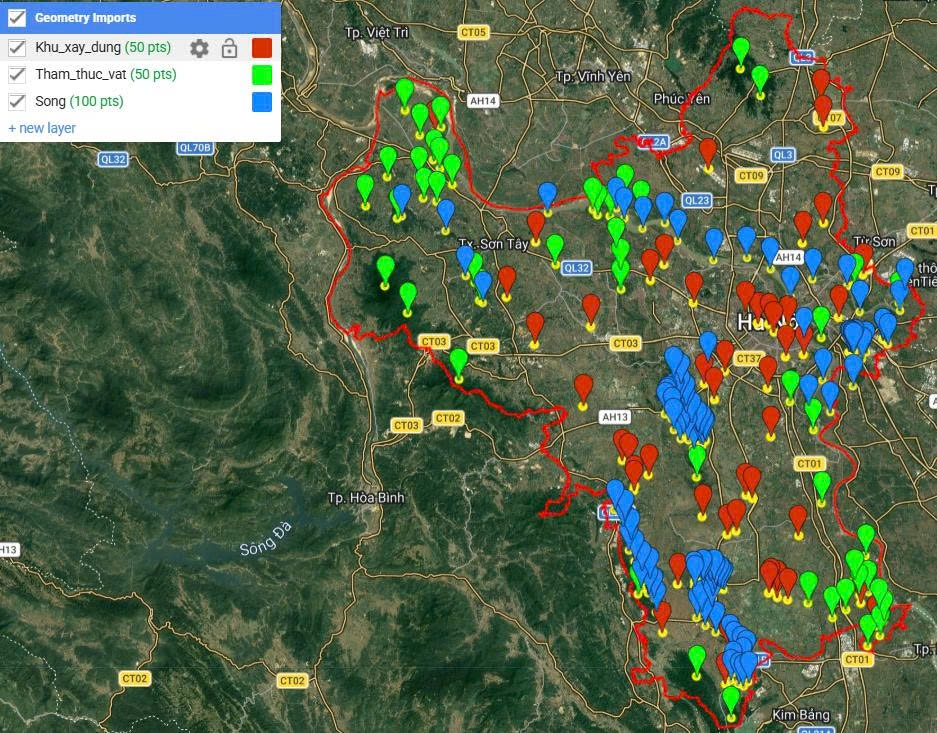 Geometry Imports
Khu_xay_dung (50 pts)
Tham_thuc_vat (50 pts)
Song (100 pts)
+ new layer
Tp. Việt Trì
CT05
QL2
Tp. Vĩnh Yên
Phúc Yên
AH14
QL70B
QL32
QL2A
QL3
CT09
CT09
QL23
Tx. Sơn Tây
Từ Sơn
CT01
AH14
QL32
CT03
CT03
CT03
CT37
AH13
CT03
CT02
CT01
Tp. Hòa Bình
Sông Đà
H13
CT01
CT02
CT02
Kim Bảng